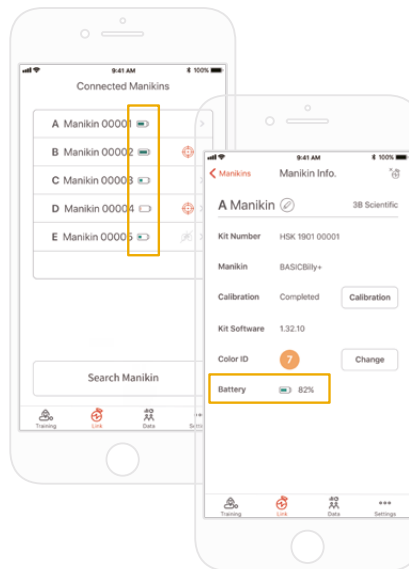 9:41 AM
100%
Connected Manikins
A Manikin 00001
B Manikin 00002
C Manikin 00003
D Manikin 00004
E Manikin 00005
Search Manikin
Training
Link
Data
9:41 AM
100%
Manikins
Manikin Info.
A Manikin
3B Scientific
Kit Number HSK 1901 00001
Manikin BASICBilly+
Calibration Completed Calibration
Kit Software 1.32.10
Color ID 7 Change
Battery 82%
Training Link Data Settings